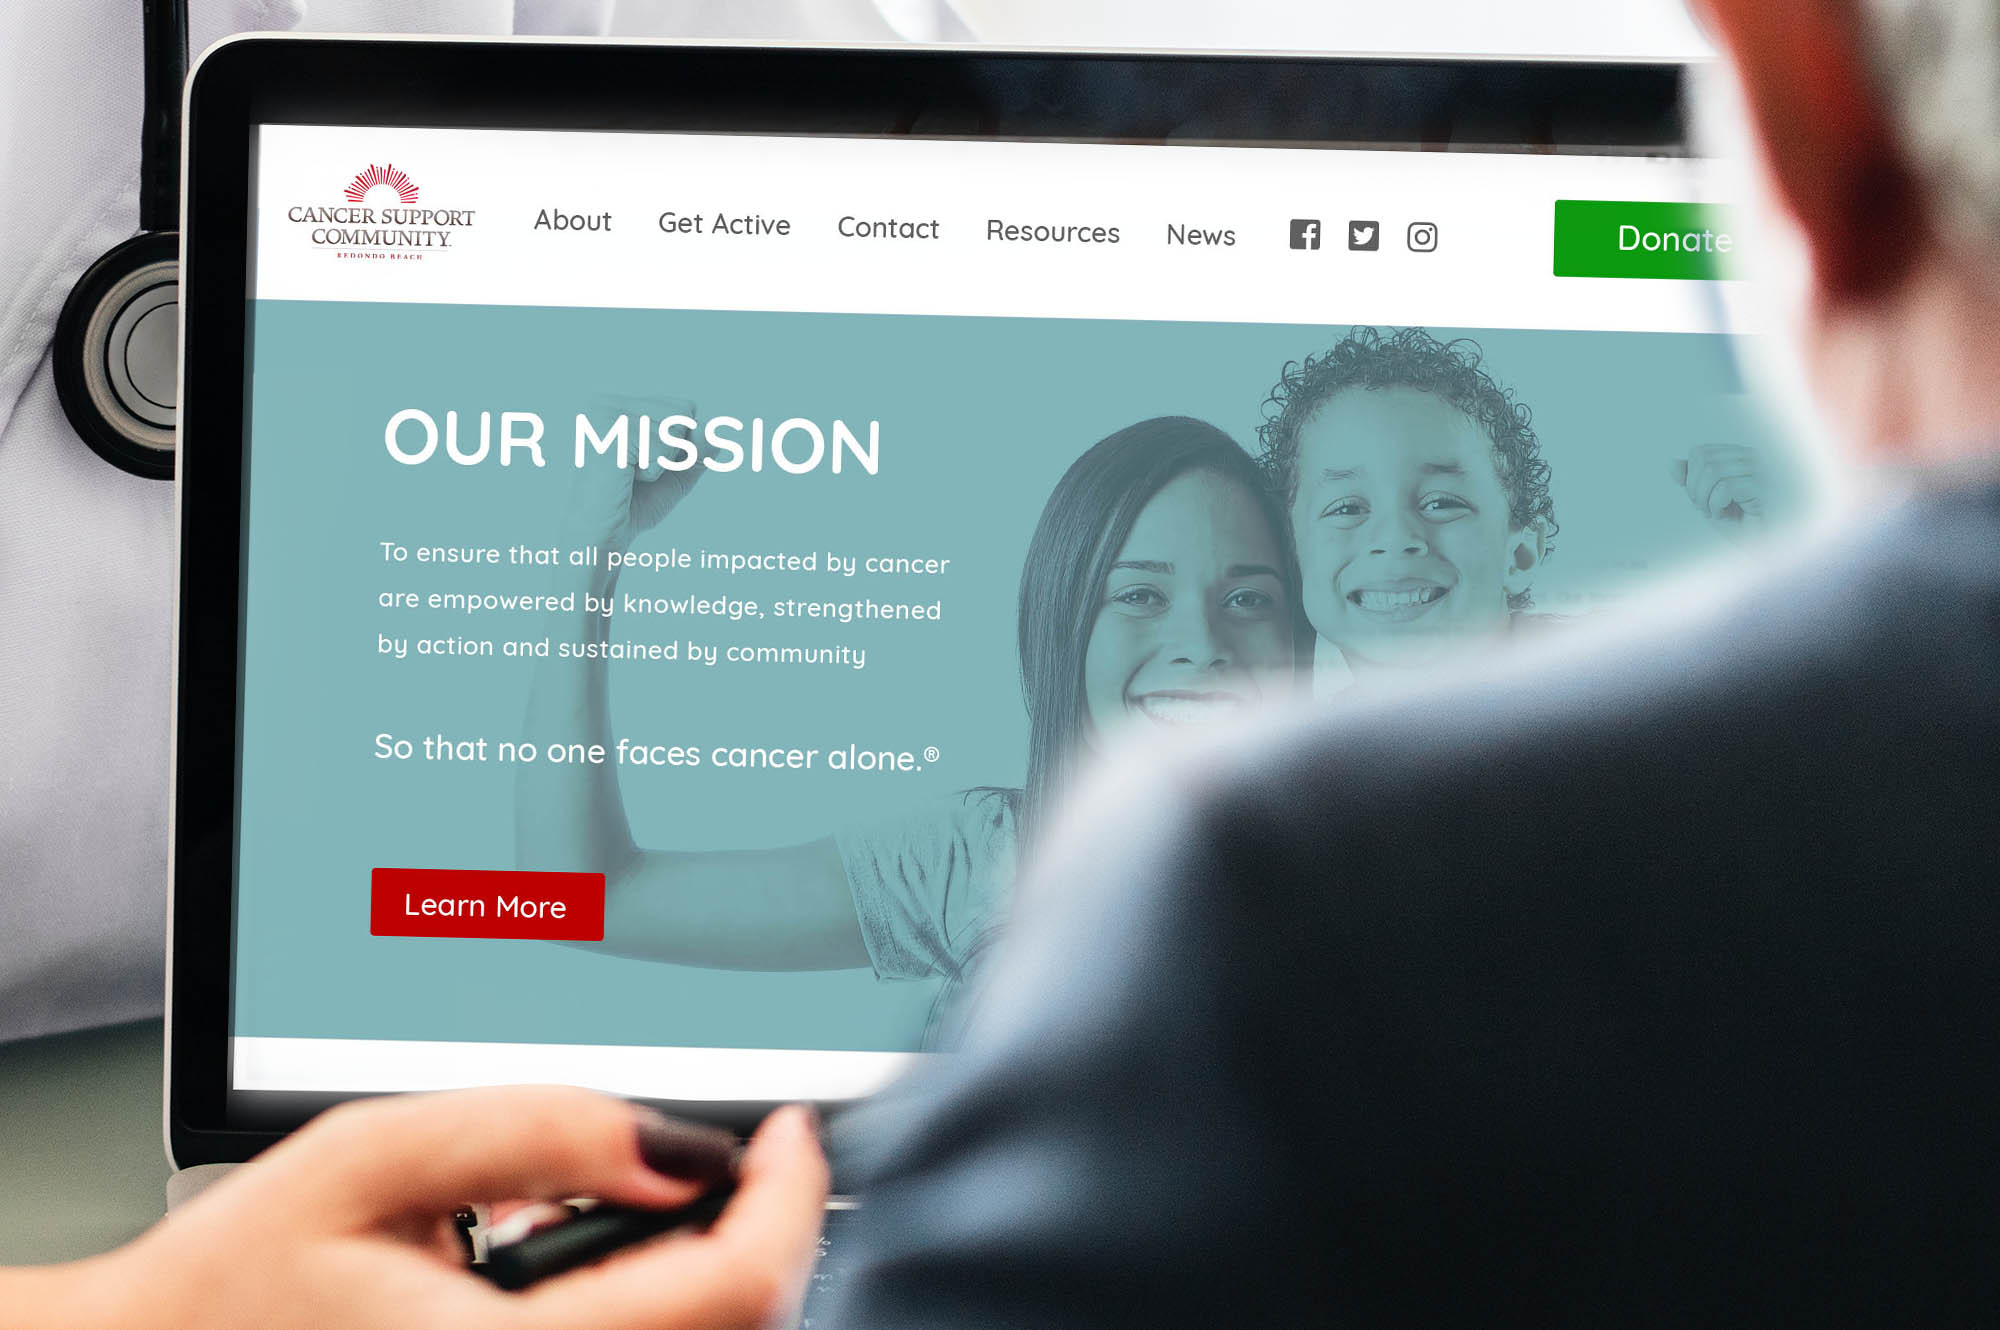 CANCER SUPPORT
COMMUNITY
REDONDO BEACH
About Get Active Contact Resources News
Donate
OUR MISSION
To ensure that all people impacted by cancer
are empowered by knowledge, strengthened
by action and sustained by community
So that no one faces cancer alone.®
Learn More